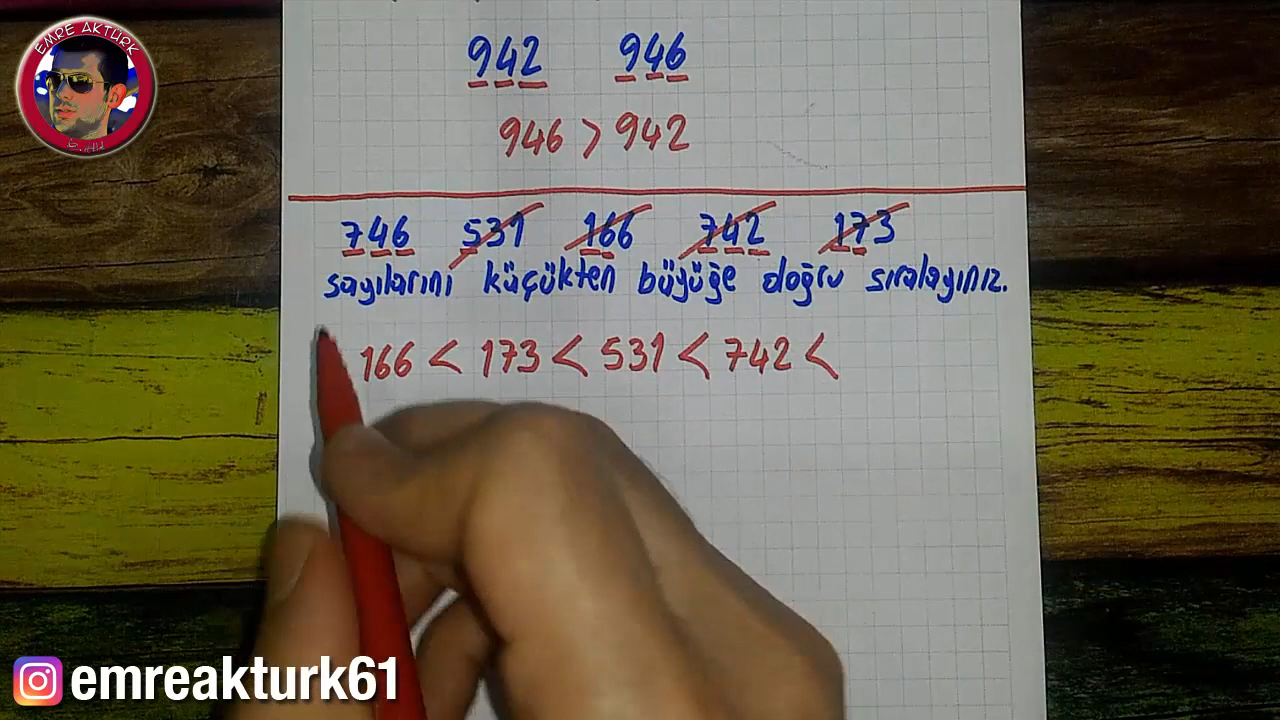 EMRE AKTÜRK
942 946
946 > 942
746 531 166 742 173
sayılarını küçükten büyüğe doğru sıralayınız.
166 < 173 < 531 < 742 <
emreakturk61